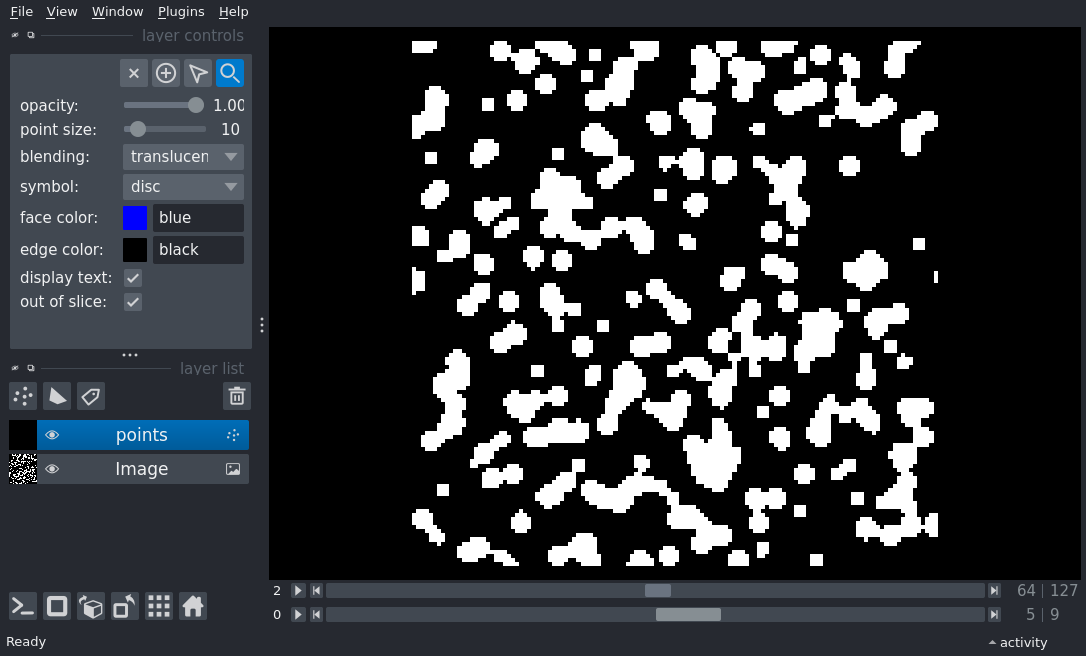 File View Window Plugins Help
layer controls
opacity: 1.00
point size: 10
blending: translucen
symbol: disc
face color: blue
edge color: black
display text:
out of slice:
layer list
points
Image
2 64 127
0 5 9
Ready activity